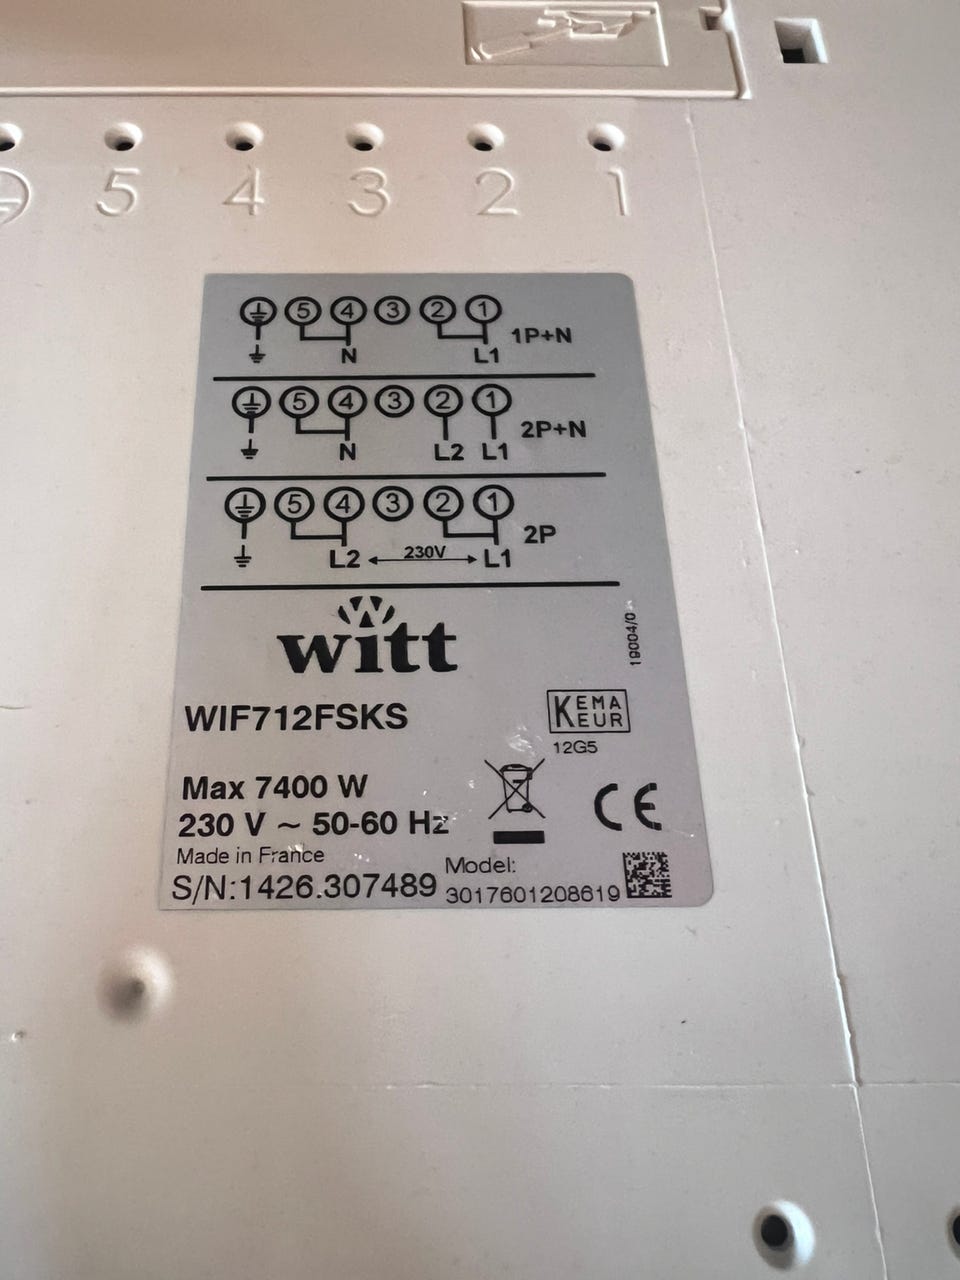 5 4 3 2 1
5 4 3 2 1
1P+N
N L1
5 4 3 2 1
2P+N
N L2 L1
5 4 3 2 1
2P
230V
L2 L1
witt
19004/0
WIF712FSKS
KEMA
EUR
12G5
Max 7400 W
230 V ~ 50-60 Hz
CE
Made in France
Model:
S/N:1426.307489
3017601208619